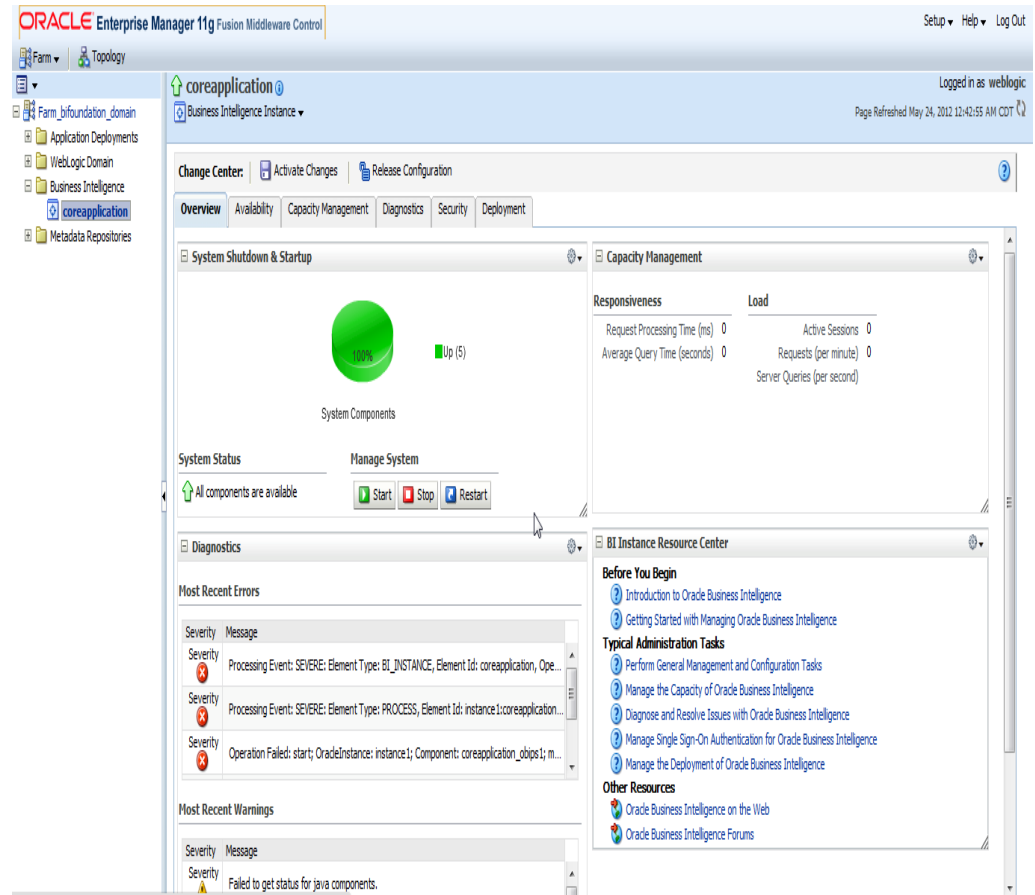 ORACLE Enterprise Manager 11g Fusion Middleware Control
Setup Help Log Out
Farm Topology
Farm_bifoundation_domain
Application Deployments
WebLogic Domain
Business Intelligence
coreapplication
Metadata Repositories
coreapplication
Logged in as weblogic
Business Intelligence Instance
Page Refreshed May 24, 2012 12:42:55 AM CDT
Change Center: Activate Changes Release Configuration
Overview Availability Capacity Management Diagnostics Security Deployment
System Shutdown & Startup
100%
Up (5)
System Components
System Status
Manage System
All components are available
Start Stop Restart
Capacity Management
Responsiveness
Request Processing Time (ms) 0
Average Query Time (seconds) 0
Load
Active Sessions 0
Requests (per minute) 0
Server Queries (per second)
Diagnostics
Most Recent Errors
Severity Message
Severity
Processing Event: SEVERE: Element Type: BI_INSTANCE, Element Id: coreapplication, Ope...
Severity
Processing Event: SEVERE: Element Type: PROCESS, Element Id: instance1:coreapplication...
Severity
Operation Failed: start; OracleInstance: instance1; Component: coreapplication_obips1; m...
Most Recent Warnings
Severity Message
Severity
Failed to get status for java components.
BI Instance Resource Center
Before You Begin
Introduction to Oracle Business Intelligence
Getting Started with Managing Oracle Business Intelligence
Typical Administration Tasks
Perform General Management and Configuration Tasks
Manage the Capacity of Oracle Business Intelligence
Diagnose and Resolve Issues with Oracle Business Intelligence
Manage Single Sign-On Authentication for Oracle Business Intelligence
Manage the Deployment of Oracle Business Intelligence
Other Resources
Oracle Business Intelligence on the Web
Oracle Business Intelligence Forums